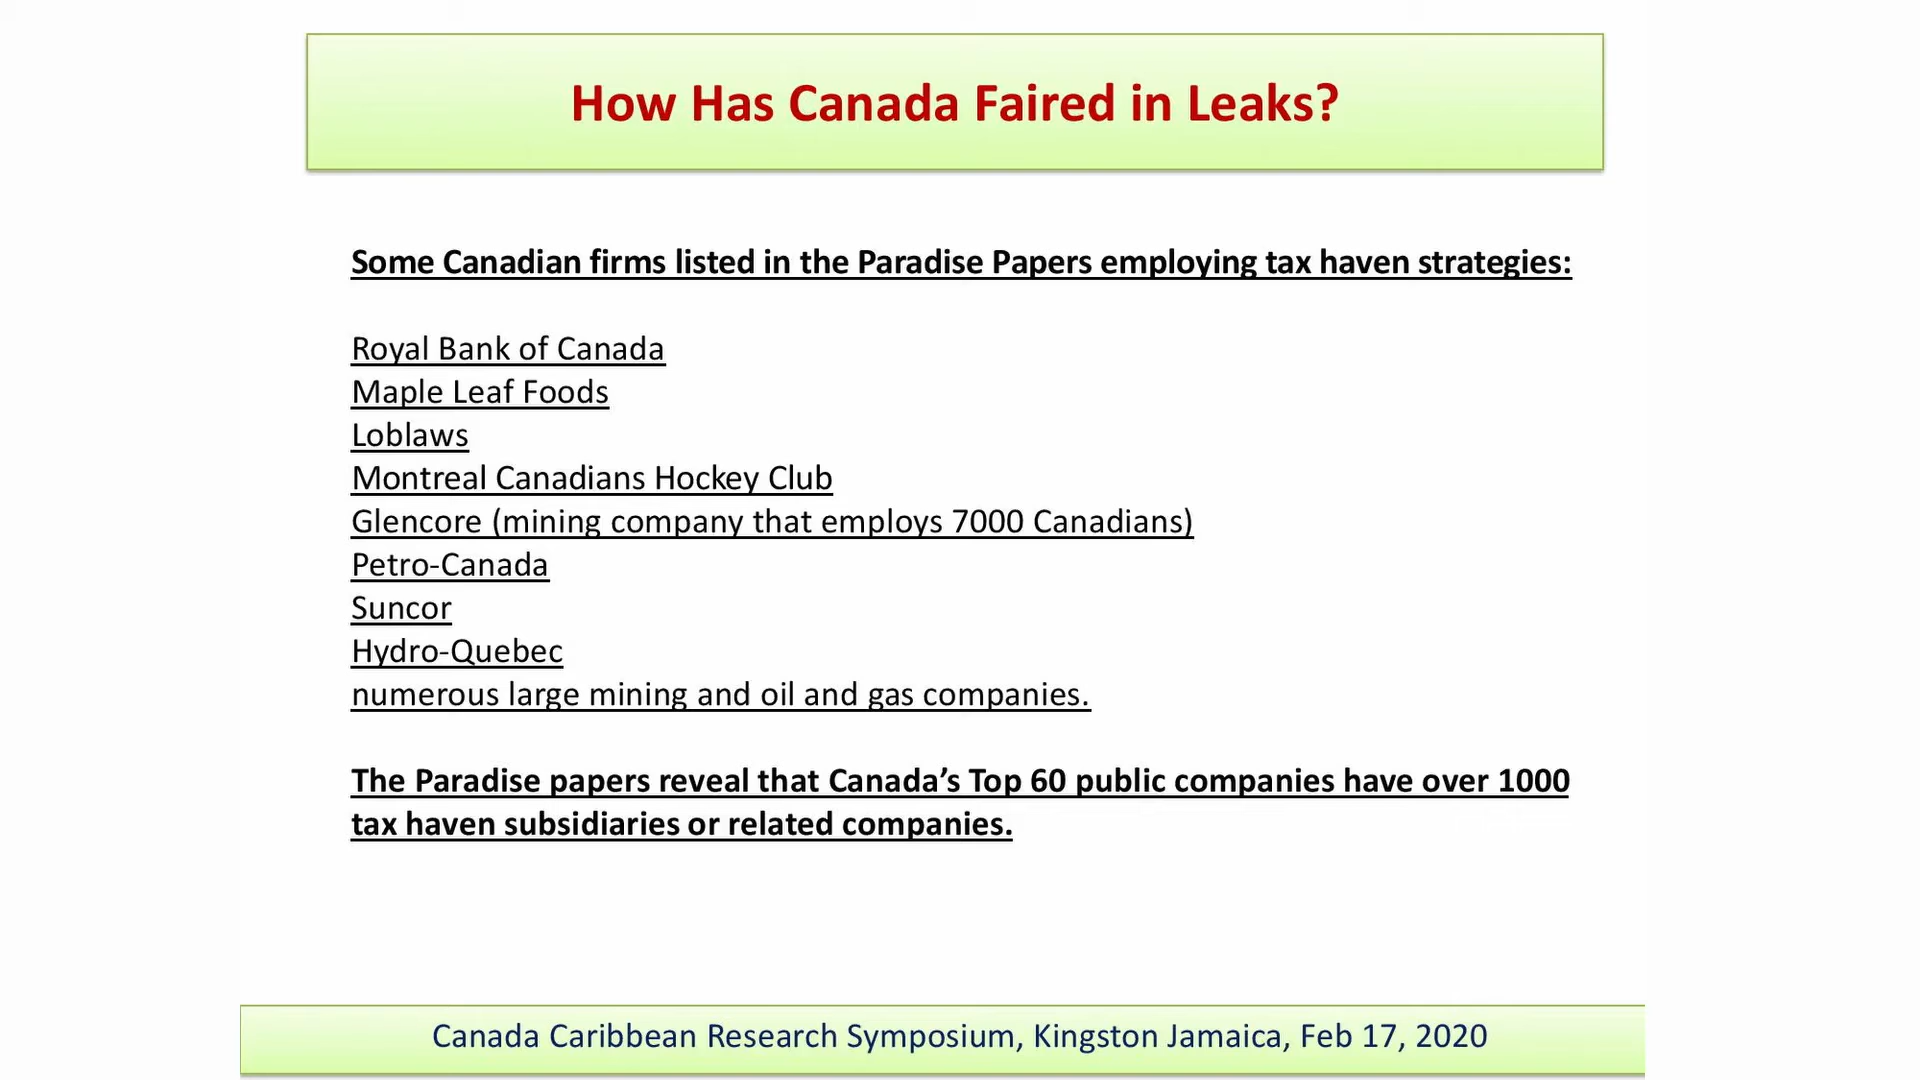 How Has Canada Faired in Leaks?
Some Canadian firms listed in the Paradise Papers employing tax haven strategies:
Royal Bank of Canada
Maple Leaf Foods
Loblaws
Montreal Canadians Hockey Club
Glencore (mining company that employs 7000 Canadians)
Petro-Canada
Suncor
Hydro-Quebec
numerous large mining and oil and gas companies.
The Paradise papers reveal that Canada’s Top 60 public companies have over 1000
tax haven subsidiaries or related companies.
Canada Caribbean Research Symposium, Kingston Jamaica, Feb 17, 2020